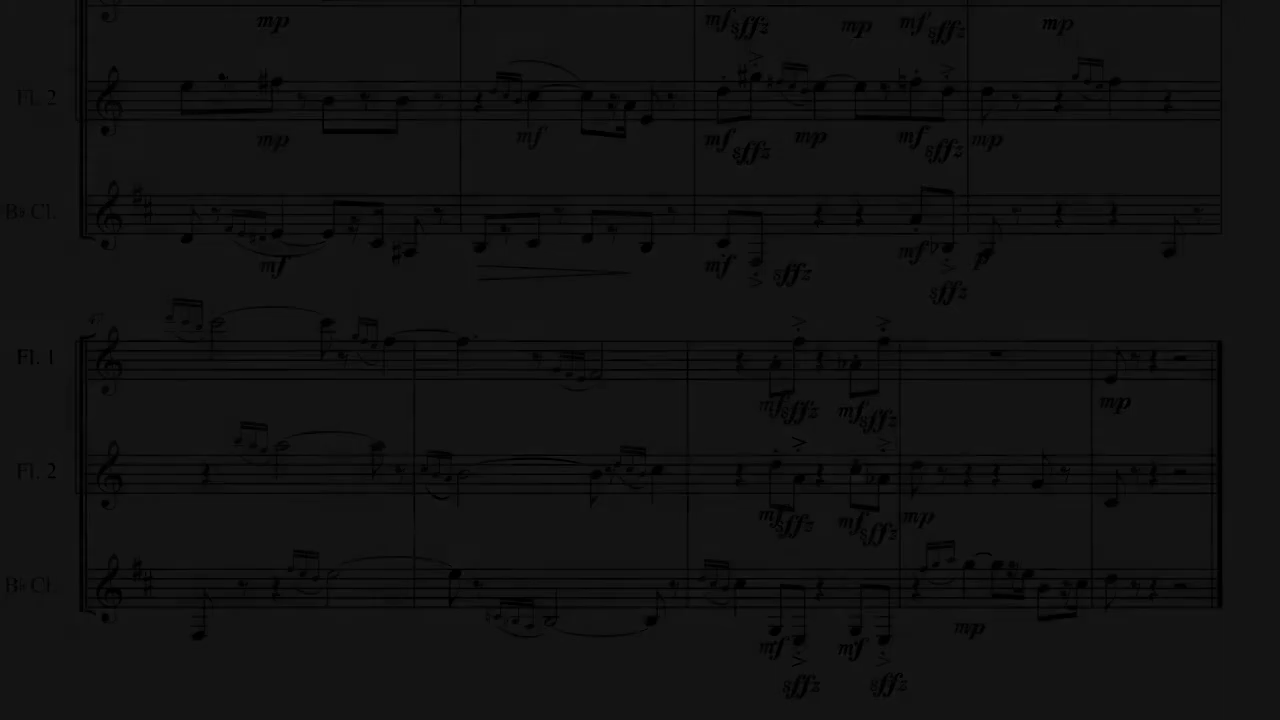 mp mf sffz mp mf sffz mp
Fl. 2
mp mf mf sffz mp mf sffz mp
B♭ Cl.
mf mf sffz mf sffz p
47
Fl. 1
mf sffz mf sffz mp
Fl. 2
mf sffz mf sffz mp
B♭ Cl.
mf sffz mf sffz mp